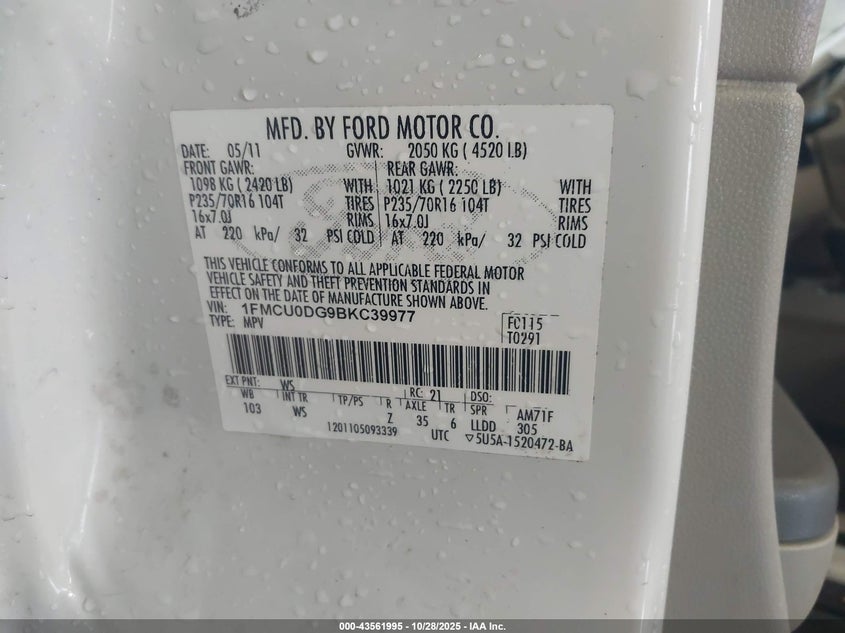 MFD. BY FORD MOTOR CO.
DATE: 05/11 GVWR: 2050 KG ( 4520 LB)
FRONT GAWR: REAR GAWR:
1098 KG ( 2420 LB) WITH 1021 KG ( 2250 LB) WITH
P235/70R16 104T TIRES P235/70R16 104T TIRES
16x7.0J RIMS 16x7.0J RIMS
AT 220 kPa/ 32 PSI COLD AT 220 kPa/ 32 PSI COLD
THIS VEHICLE CONFORMS TO ALL APPLICABLE FEDERAL MOTOR
VEHICLE SAFETY AND THEFT PREVENTION STANDARDS IN
EFFECT ON THE DATE OF MANUFACTURE SHOWN ABOVE.
VIN: 1FMCU0DG9BKC39977
TYPE: MPV
FC115
T0291
EXT PNT: WS RC: 21 DSO:
WB INT TR TP/PS R AXLE TR SPR AM71F
103 WS Z 35 6 LLDD 305
1201105093339 UTC ▽5U5A-1520472-BA
000-43561995 - 10/28/2025 - IAA Inc.